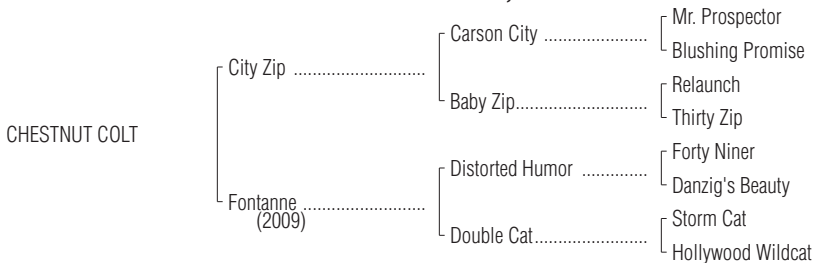 Mr. Prospector
Carson City ......................
Blushing Promise
City Zip ............................
Relaunch
Baby Zip............................
Thirty Zip
CHESTNUT COLT
Forty Niner
Distorted Humor ..............
Danzig's Beauty
Fontanne ..........................
(2009)
Storm Cat
Double Cat........................
Hollywood Wildcat